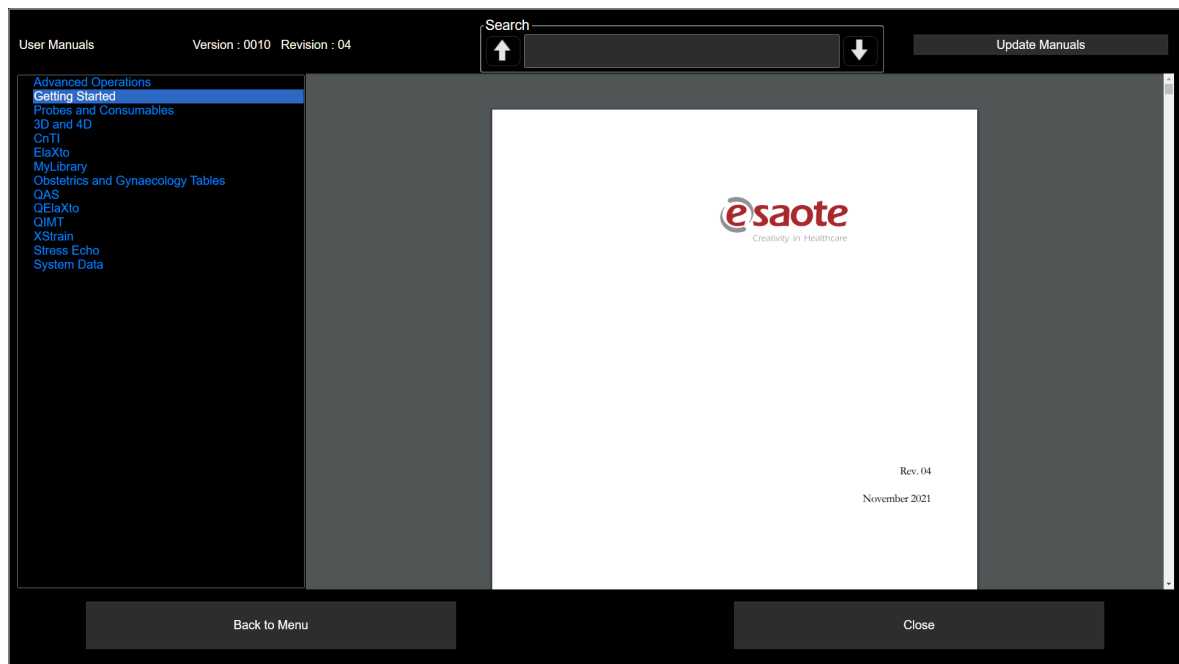 Search
User Manuals Version : 0010 Revision : 04
Update Manuals
Advanced Operations
Getting Started
Probes and Consumables
3D and 4D
CnTI
ElaXto
MyLibrary
Obstetrics and Gynaecology Tables
QAS
QElaXto
QIMT
XStrain
Stress Echo
System Data
esaote
Creativity in Healthcare
Rev. 04
November 2021
Back to Menu
Close